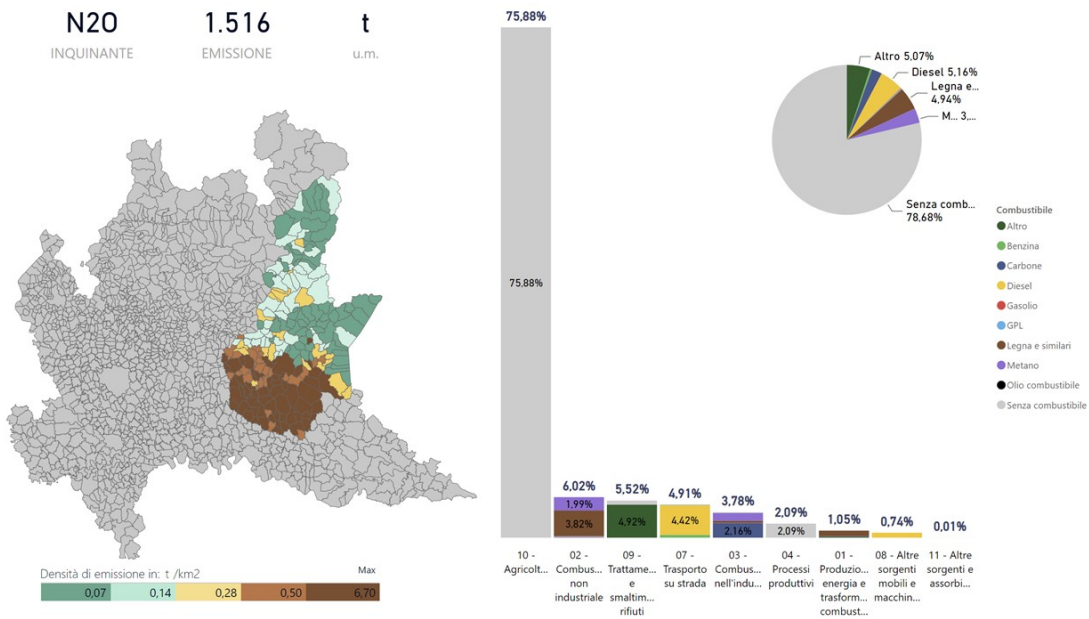 N2O
INQUINANTE
1.516
EMISSIONE
t
u.m.
Densità di emissione in: t /km2
Max
0,07
0,14
0,28
0,50
6,70
75,88%
75,88%
6,02%
1.99%
3.82%
5,52%
4,92%
4,91%
4.42%
3,78%
2,16%
2,09%
2,09%
1,05%
0,74%
0,01%
10 -
Agricolt...
02 -
Combus...
non
industriale
09 -
Trattame...
e
smaltim...
rifiuti
07 -
Trasporto
su strada
03 -
Combus...
nell'indu...
04 -
Processi
produttivi
01 -
Produzio...
energia e
trasform...
combust...
08 - Altre
sorgenti
mobili e
macchin...
11 - Altre
sorgenti e
assorbi...
Altro 5,07%
Diesel 5,16%
Legna e...
4,94%
M... 3,...
Senza comb...
78,68%
Combustibile
Altro
Benzina
Carbone
Diesel
Gasolio
GPL
Legna e similari
Metano
Olio combustibile
Senza combustibile